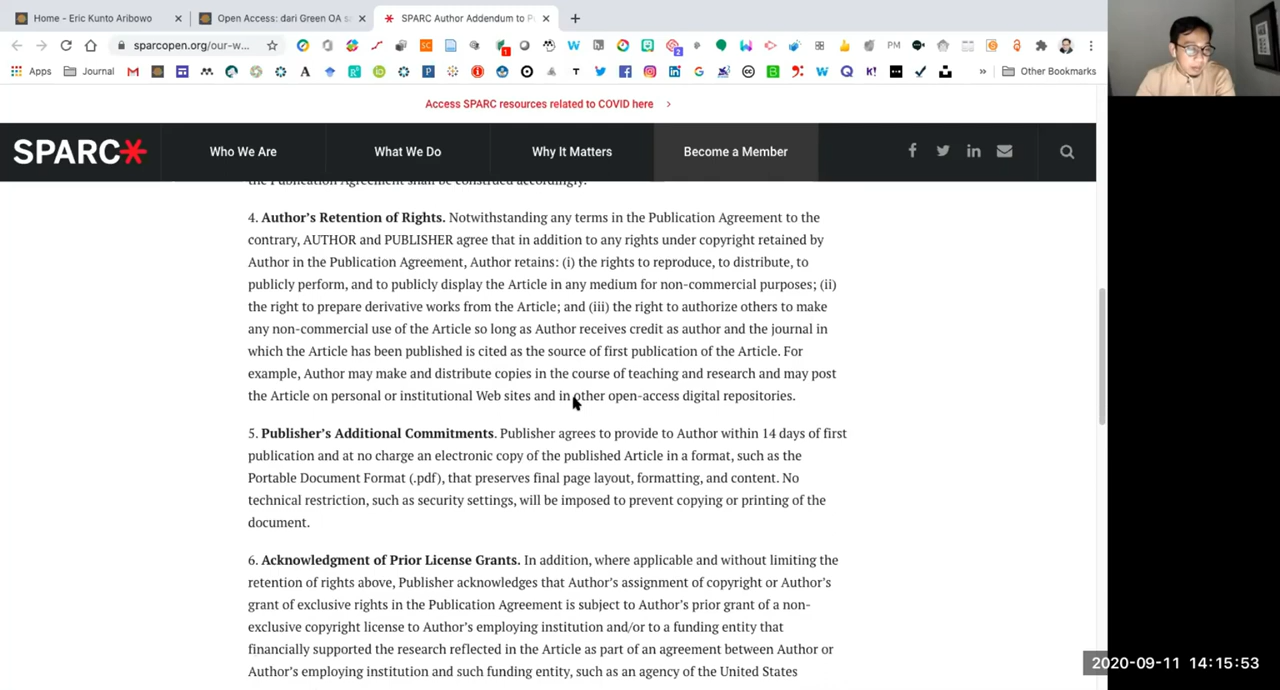 Home - Eric Kunto Aribowo
Open Access: dari Green OA s
SPARC Author Addendum to P
sparcopen.org/our-w...
PM
Apps
Journal
Other Bookmarks
Access SPARC resources related to COVID here
SPARC
Who We Are
What We Do
Why It Matters
Become a Member
the Publication Agreement shall be construed accordingly.
4. Author's Retention of Rights. Notwithstanding any terms in the Publication Agreement to the
contrary, AUTHOR and PUBLISHER agree that in addition to any rights under copyright retained by
Author in the Publication Agreement, Author retains: (i) the rights to reproduce, to distribute, to
publicly perform, and to publicly display the Article in any medium for non-commercial purposes; (ii)
the right to prepare derivative works from the Article; and (iii) the right to authorize others to make
any non-commercial use of the Article so long as Author receives credit as author and the journal in
which the Article has been published is cited as the source of first publication of the Article. For
example, Author may make and distribute copies in the course of teaching and research and may post
the Article on personal or institutional Web sites and in other open-access digital repositories.
5. Publisher's Additional Commitments. Publisher agrees to provide to Author within 14 days of first
publication and at no charge an electronic copy of the published Article in a format, such as the
Portable Document Format (.pdf), that preserves final page layout, formatting, and content. No
technical restriction, such as security settings, will be imposed to prevent copying or printing of the
document.
6. Acknowledgment of Prior License Grants. In addition, where applicable and without limiting the
retention of rights above, Publisher acknowledges that Author's assignment of copyright or Author's
grant of exclusive rights in the Publication Agreement is subject to Author's prior grant of a non-
exclusive copyright license to Author's employing institution and/or to a funding entity that
financially supported the research reflected in the Article as part of an agreement between Author or
Author's employing institution and such funding entity, such as an agency of the United States
2020-09-11 14:15:53